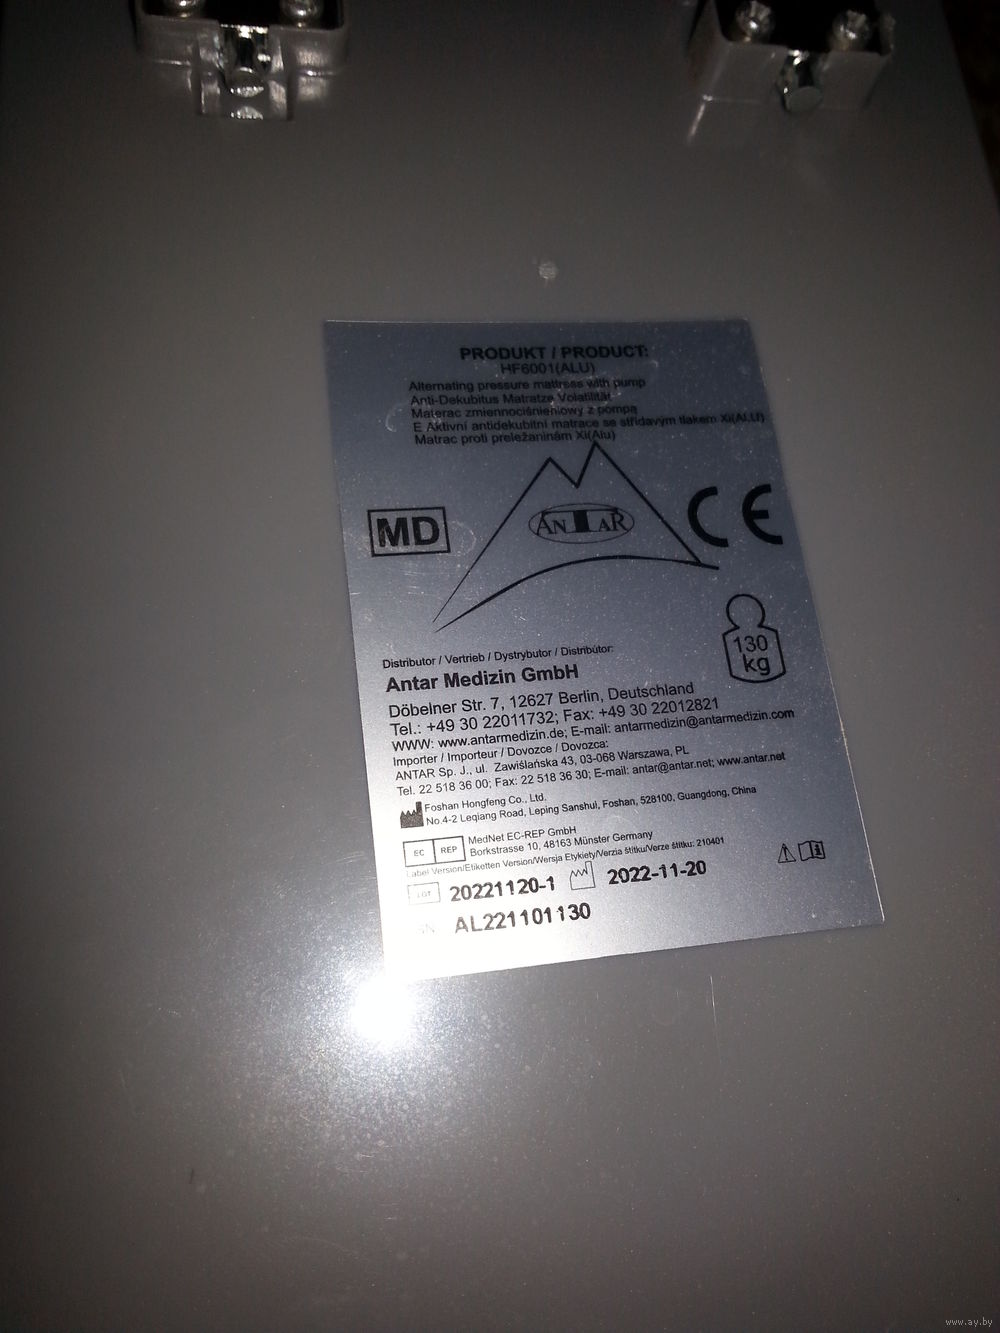 PRODUKT / PRODUCT:
HF6001(ALU)
Alternating pressure mattress with pump
Anti-Dekubitus Matratze Volatilität
Materac zmiennociśnieniowy z pompą
E Aktivní antidekubitní matrace se střídavým tlakem Xi(ALU)
Matrac proti preležaninám Xi(Alu)
MD
ANTAR
CE
130
kg
Distributor / Vertrieb / Dystrybutor / Distribútor:
Antar Medizin GmbH
Döbelner Str. 7, 12627 Berlin, Deutschland
Tel.: +49 30 22011732; Fax: +49 30 22012821
WWW: www.antarmedizin.de; E-mail: antarmedizin@antarmedizin.com
Importer / Importeur / Dovozce / Dovozca:
ANTAR Sp. J., ul. Zawiślańska 43, 03-068 Warszawa, PL
Tel. 22 518 36 00; Fax: 22 518 36 30; E-mail: antar@antar.net; www.antar.net
Foshan Hongfeng Co., Ltd.
No.4-2 Leqiang Road, Leping Sanshui, Foshan, 528100, Guangdong, China
EC REP
MedNet EC-REP GmbH
Borkstrasse 10, 48163 Münster Germany
Label Version/Etiketten Version/Wersja Etykiety/Verzia štítku/Verze štítku: 210401
LOT 20221120-1 2022-11-20
SN AL221101130
www.ay.by